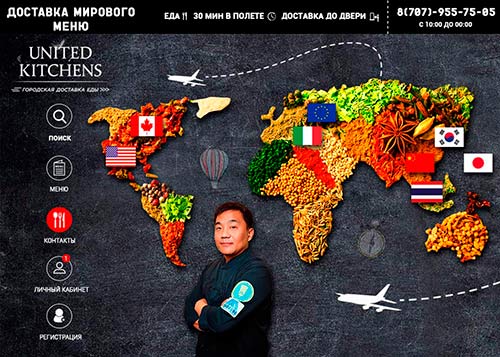 ДОСТАВКА МИРОВОГО
МЕНЮ
ЕДА 30 МИН В ПОЛЕТЕ ДОСТАВКА ДО ДВЕРИ
8(707)-955-75-05
С 10:00 ДО 00:00
UNITED
KITCHENS
ГОРОДСКАЯ ДОСТАВКА ЕДЫ >>>
ПОИСК
МЕНЮ
КОНТАКТЫ
1
ЛИЧНЫЙ КАБИНЕТ
РЕГИСТРАЦИЯ